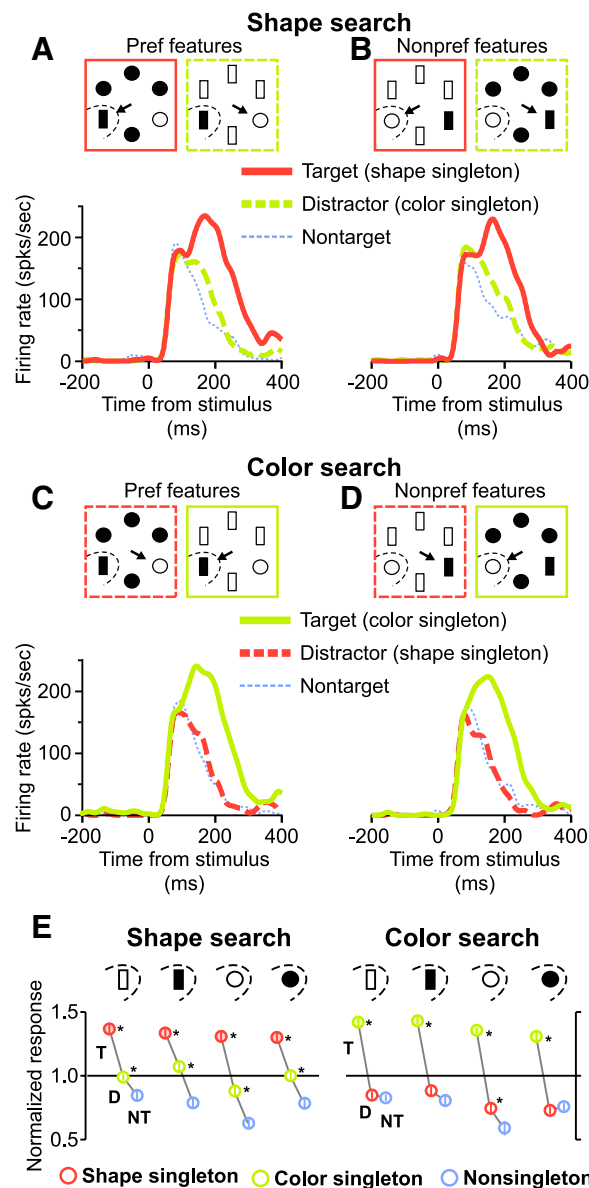 Shape search
A Pref features B Nonpref features
Target (shape singleton)
Distractor (color singleton)
Nontarget
Firing rate (spks/sec)
200
100
0
-200 0 200 400
Time from stimulus
(ms)
-200 0 200 400
Time from stimulus
(ms)
Color search
C Pref features D Nonpref features
Target (color singleton)
Distractor (shape singleton)
Nontarget
Firing rate (spks/sec)
200
100
0
-200 0 200 400
Time from stimulus
(ms)
-200 0 200 400
Time from stimulus
(ms)
E
Shape search Color search
Normalized response
1.5
1.0
0.5
T
D
NT
* * * * * * *
T
D
NT
* * * * *
Shape singleton Color singleton Nonsingleton